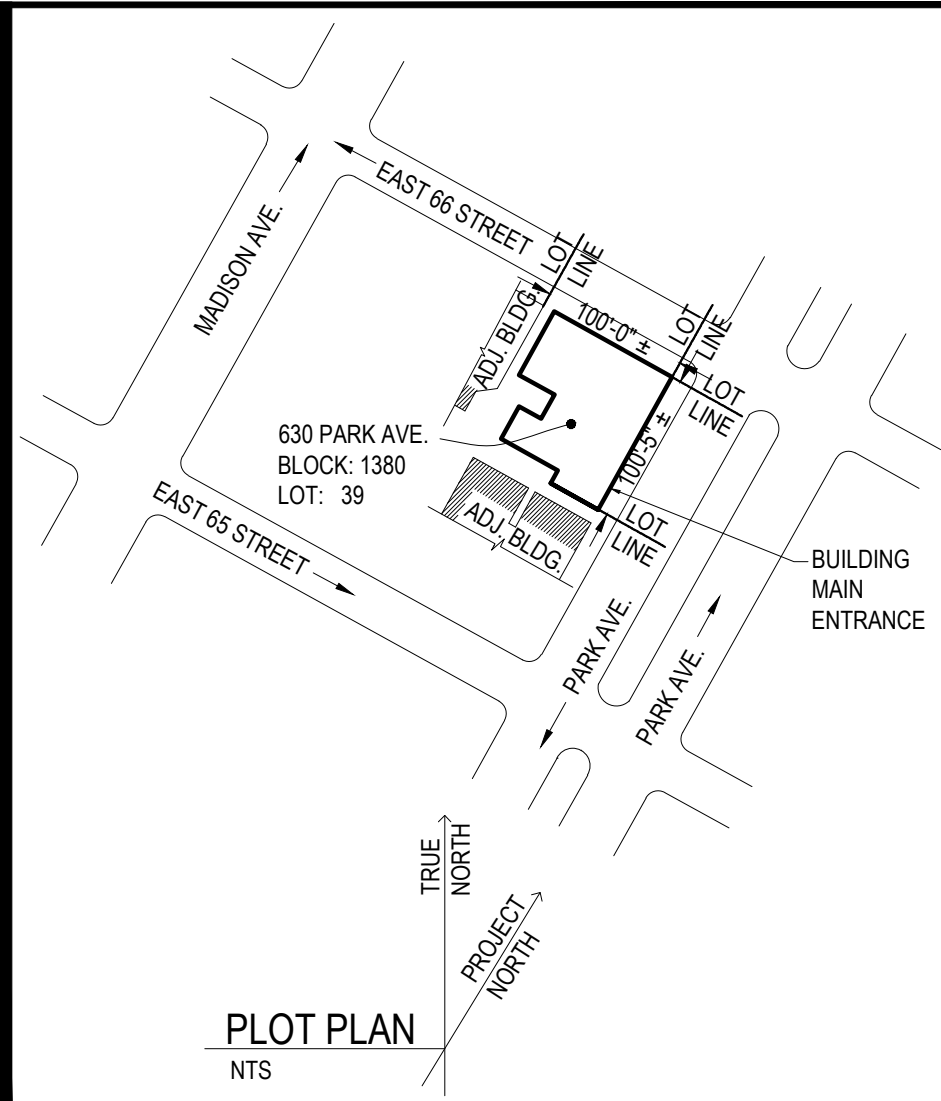 EAST 66 STREET
MADISON AVE.
LOT
LINE
LOT
LINE
ADJ. BLDG.
100'-0" ±
LOT
LINE
100'-5" ±
630 PARK AVE.
BLOCK: 1380
LOT: 39
EAST 65 STREET
ADJ. BLDG.
LOT
LINE
BUILDING
MAIN
ENTRANCE
PARK AVE.
PARK AVE.
TRUE
NORTH
PROJECT
NORTH
PLOT PLAN
NTS